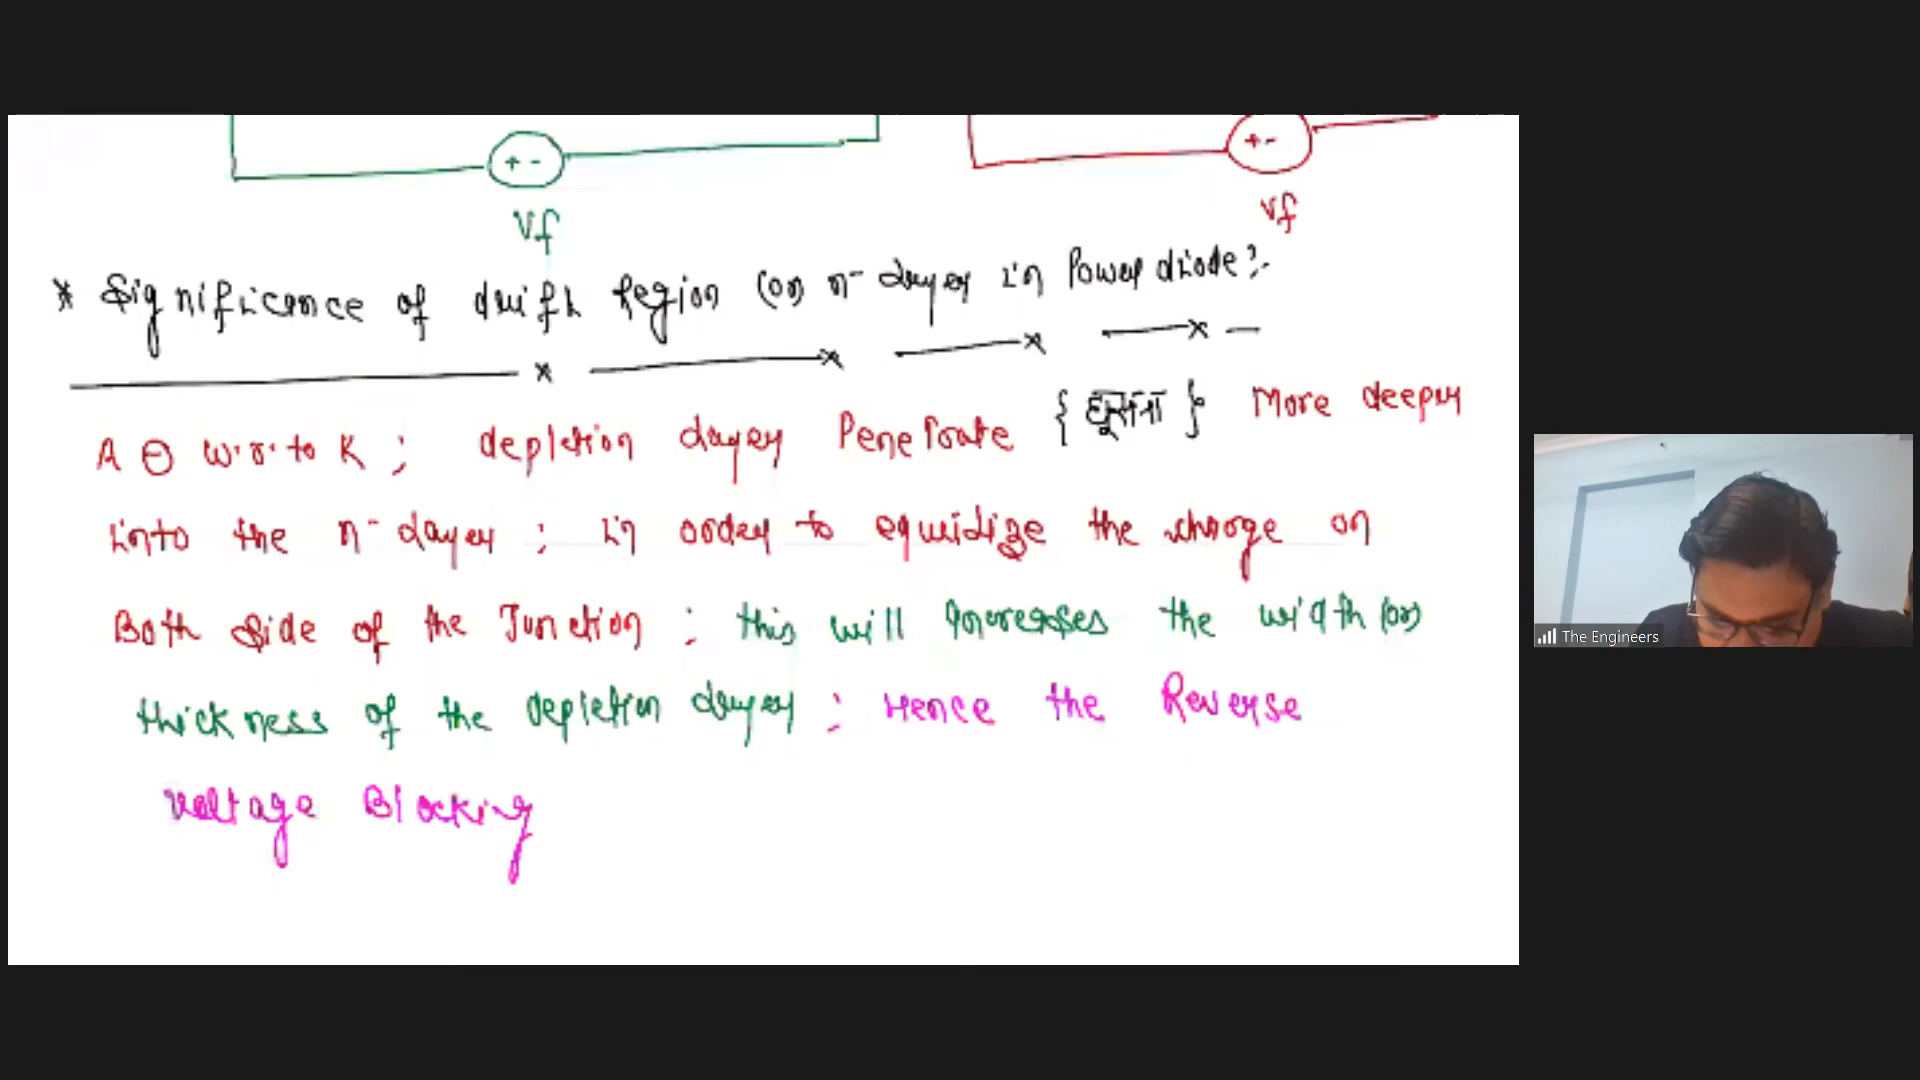 + -
+-
Vf
Vf
* Significance of drift Region (or) n⁻ layer in Power diode :-
A ⊖ w.r.to K ; depletion layer Penetrate { घूसना } More deeper
into the n⁻ layer ; in order to equilize the charge on
Both side of the Junction ; this will increases the width (or)
thickness of the depletion layer ; Hence the Reverse
voltage Blocking
The Engineers